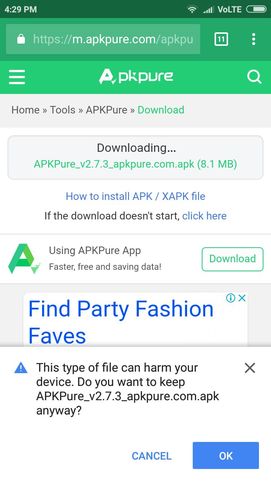 4:29 PM VoLTE
https://m.apkpure.com/apkpu 11
Apkpure
Home » Tools » APKPure » Download
Downloading...
APKPure_v2.7.3_apkpure.com.apk (8.1 MB)
How to install APK / XAPK file
If the download doesn't start, click here
Using APKPure App
Faster, free and saving data!
Download
Find Party Fashion
Faves
This type of file can harm your
device. Do you want to keep
APKPure_v2.7.3_apkpure.com.apk
anyway?
CANCEL OK